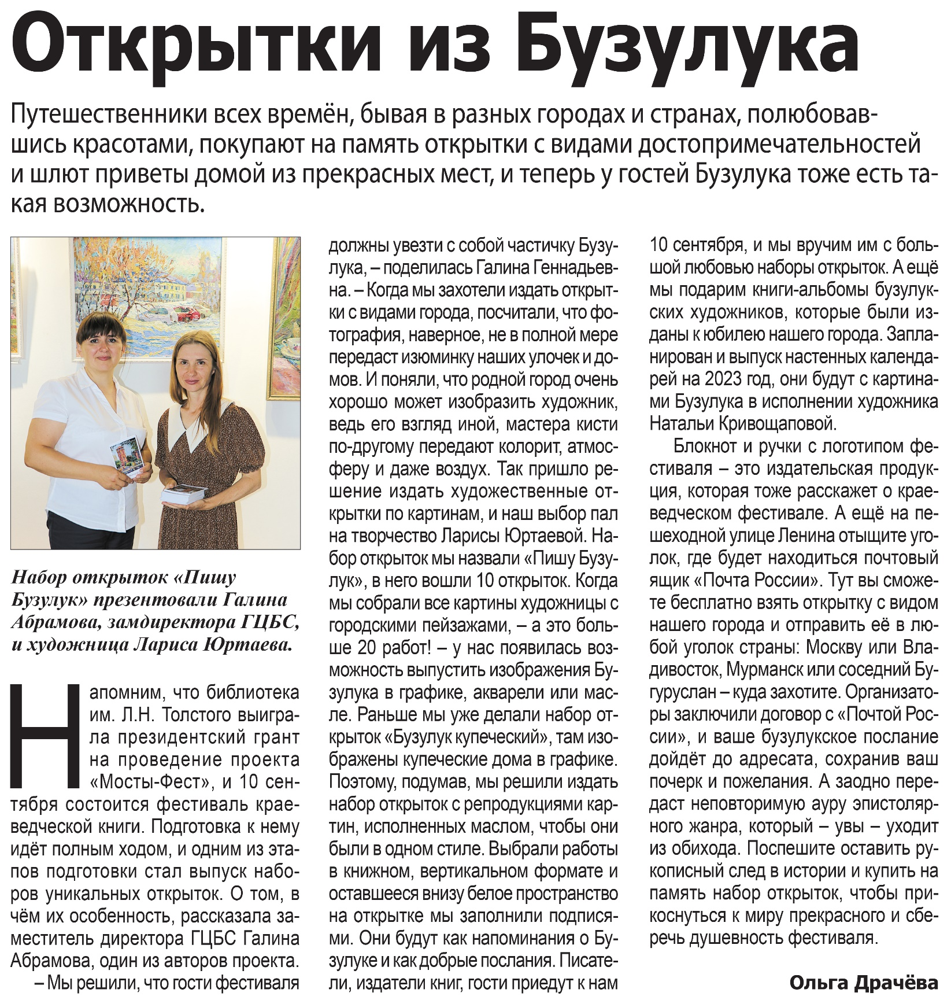 Открытки из Бузулука
Путешественники всех времён, бывая в разных городах и странах, полюбовав-
шись красотами, покупают на память открытки с видами достопримечательностей
и шлют приветы домой из прекрасных мест, и теперь у гостей Бузулука тоже есть та-
кая возможность.
Набор открыток «Пишу
Бузулук» презентовали Галина
Абрамова, замдиректора ГЦБС,
и художница Лариса Юртаева.
Напомним, что библиотека
им. Л.Н. Толстого выигра-
ла президентский грант
на проведение проекта
«Мосты-Фест», и 10 сен-
тября состоится фестиваль крае-
ведческой книги. Подготовка к нему
идёт полным ходом, и одним из эта-
пов подготовки стал выпуск набо-
ров уникальных открыток. О том, в
чём их особенность, рассказала за-
меститель директора ГЦБС Галина
Абрамова, один из авторов проекта.
– Мы решили, что гости фестиваля
должны увезти с собой частичку Бузу-
лука, – поделилась Галина Геннадьев-
на. – Когда мы захотели издать открыт-
ки с видами города, посчитали, что фо-
тография, наверное, не в полной мере
передаст изюминку наших улочек и до-
мов. И поняли, что родной город очень
хорошо может изобразить художник,
ведь его взгляд иной, мастера кисти
по-другому передают колорит, атмос-
феру и даже воздух. Так пришло ре-
шение издать художественные от-
крытки по картинам, и наш выбор пал
на творчество Ларисы Юртаевой. На-
бор открыток мы назвали «Пишу Бузу-
лук», в него вошли 10 открыток. Когда
мы собрали все картины художницы с
городскими пейзажами, – а это боль-
ше 20 работ! – у нас появилась воз-
можность выпустить изображения Бу-
зулука в графике, акварели или мас-
ле. Раньше мы уже делали набор от-
крыток «Бузулук купеческий», там изо-
бражены купеческие дома в графике.
Поэтому, подумав, мы решили издать
набор открыток с репродукциями кар-
тин, исполненных маслом, чтобы они
были в одном стиле. Выбрали работы
в книжном, вертикальном формате и
оставшееся внизу белое пространство
на открытке мы заполнили подпися-
ми. Они будут как напоминания о Бу-
зулуке и как добрые послания. Писате-
ли, издатели книг, гости приедут к нам
10 сентября, и мы вручим им с боль-
шой любовью наборы открыток. А ещё
мы подарим книги-альбомы бузулук-
ских художников, которые были из-
даны к юбилею нашего города. Запла-
нирован и выпуск настенных календа-
рей на 2023 год, они будут с картина-
ми Бузулука в исполнении художника
Натальи Кривощаповой.
Блокнот и ручки с логотипом фе-
стиваля – это издательская продук-
ция, которая тоже расскажет о крае-
ведческом фестивале. А ещё на пе-
шеходной улице Ленина отыщите уго-
лок, где будет находиться почтовый
ящик «Почта России». Тут вы сможе-
те бесплатно взять открытку с видом
нашего города и отправить её в лю-
бой уголок страны: Москву или Вла-
дивосток, Мурманск или соседний Бу-
гуруслан – куда захотите. Организато-
ры заключили договор с «Почтой Рос-
сии», и ваше бузулукское послание
дойдёт до адресата, сохранив ваш
почерк и пожелания. А заодно пере-
даст неповторимую ауру эпистоляр-
ного жанра, который – увы – уходит
из обихода. Поспешите оставить ру-
кописный след в истории и купить на
память набор открыток, чтобы при-
коснуться к миру прекрасного и сбе-
речь душевность фестиваля.
Ольга Драчёва